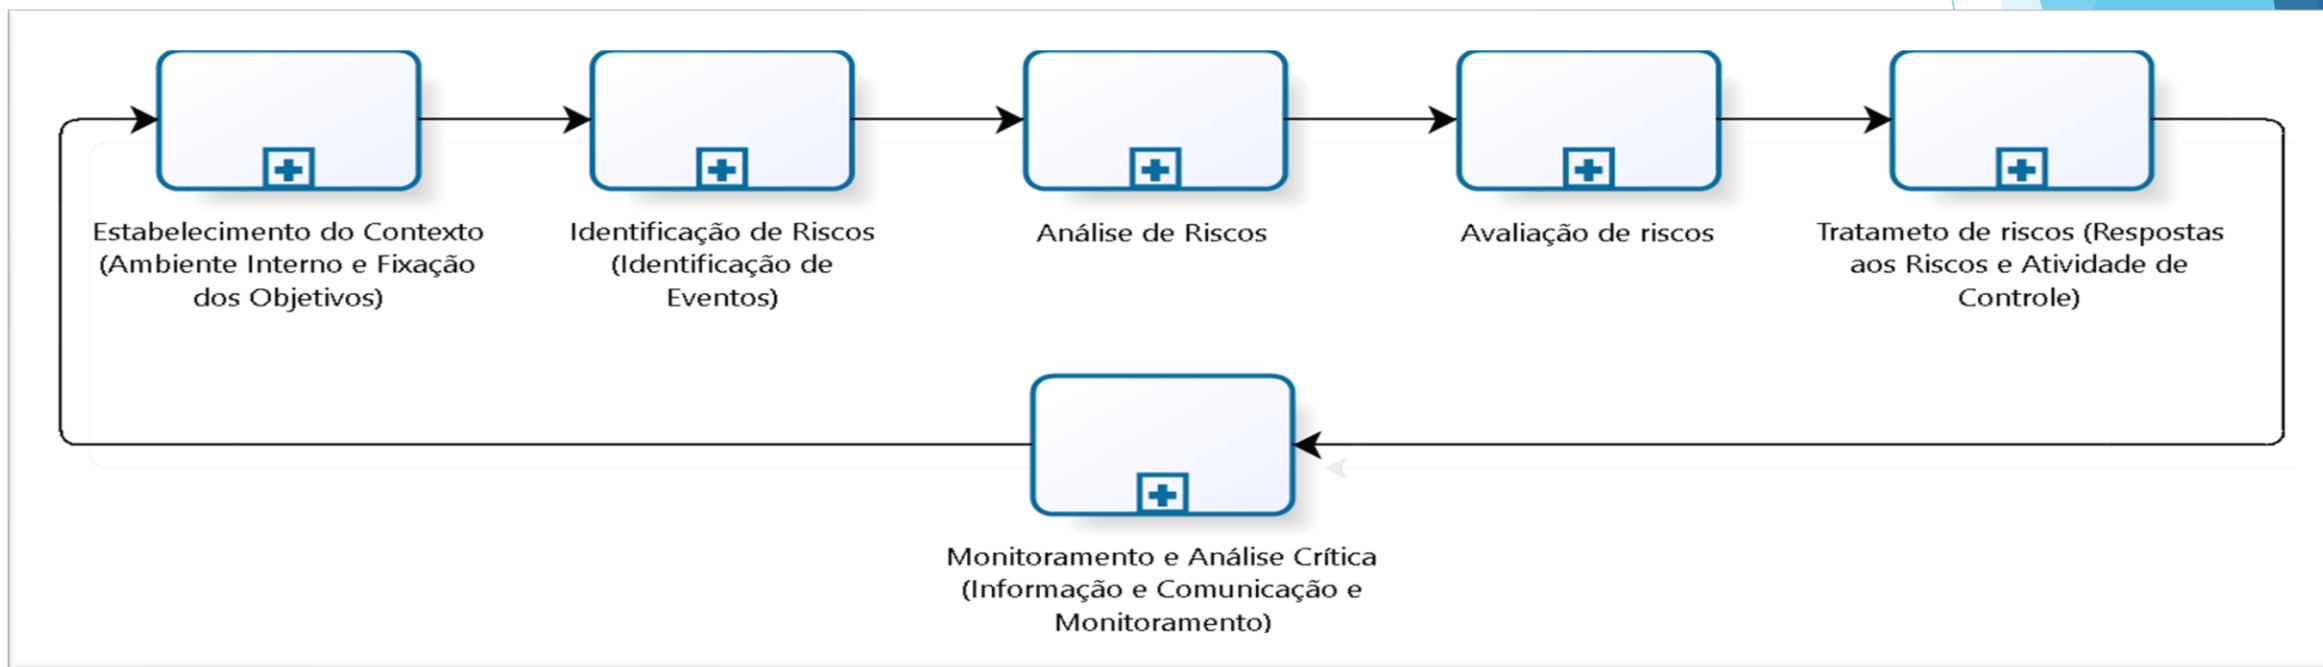 Estabelecimento do Contexto
(Ambiente Interno e Fixação
dos Objetivos)
Identificação de Riscos
(Identificação de
Eventos)
Análise de Riscos
Avaliação de riscos
Tratameto de riscos (Respostas
aos Riscos e Atividade de
Controle)
Monitoramento e Análise Crítica
(Informação e Comunicação e
Monitoramento)